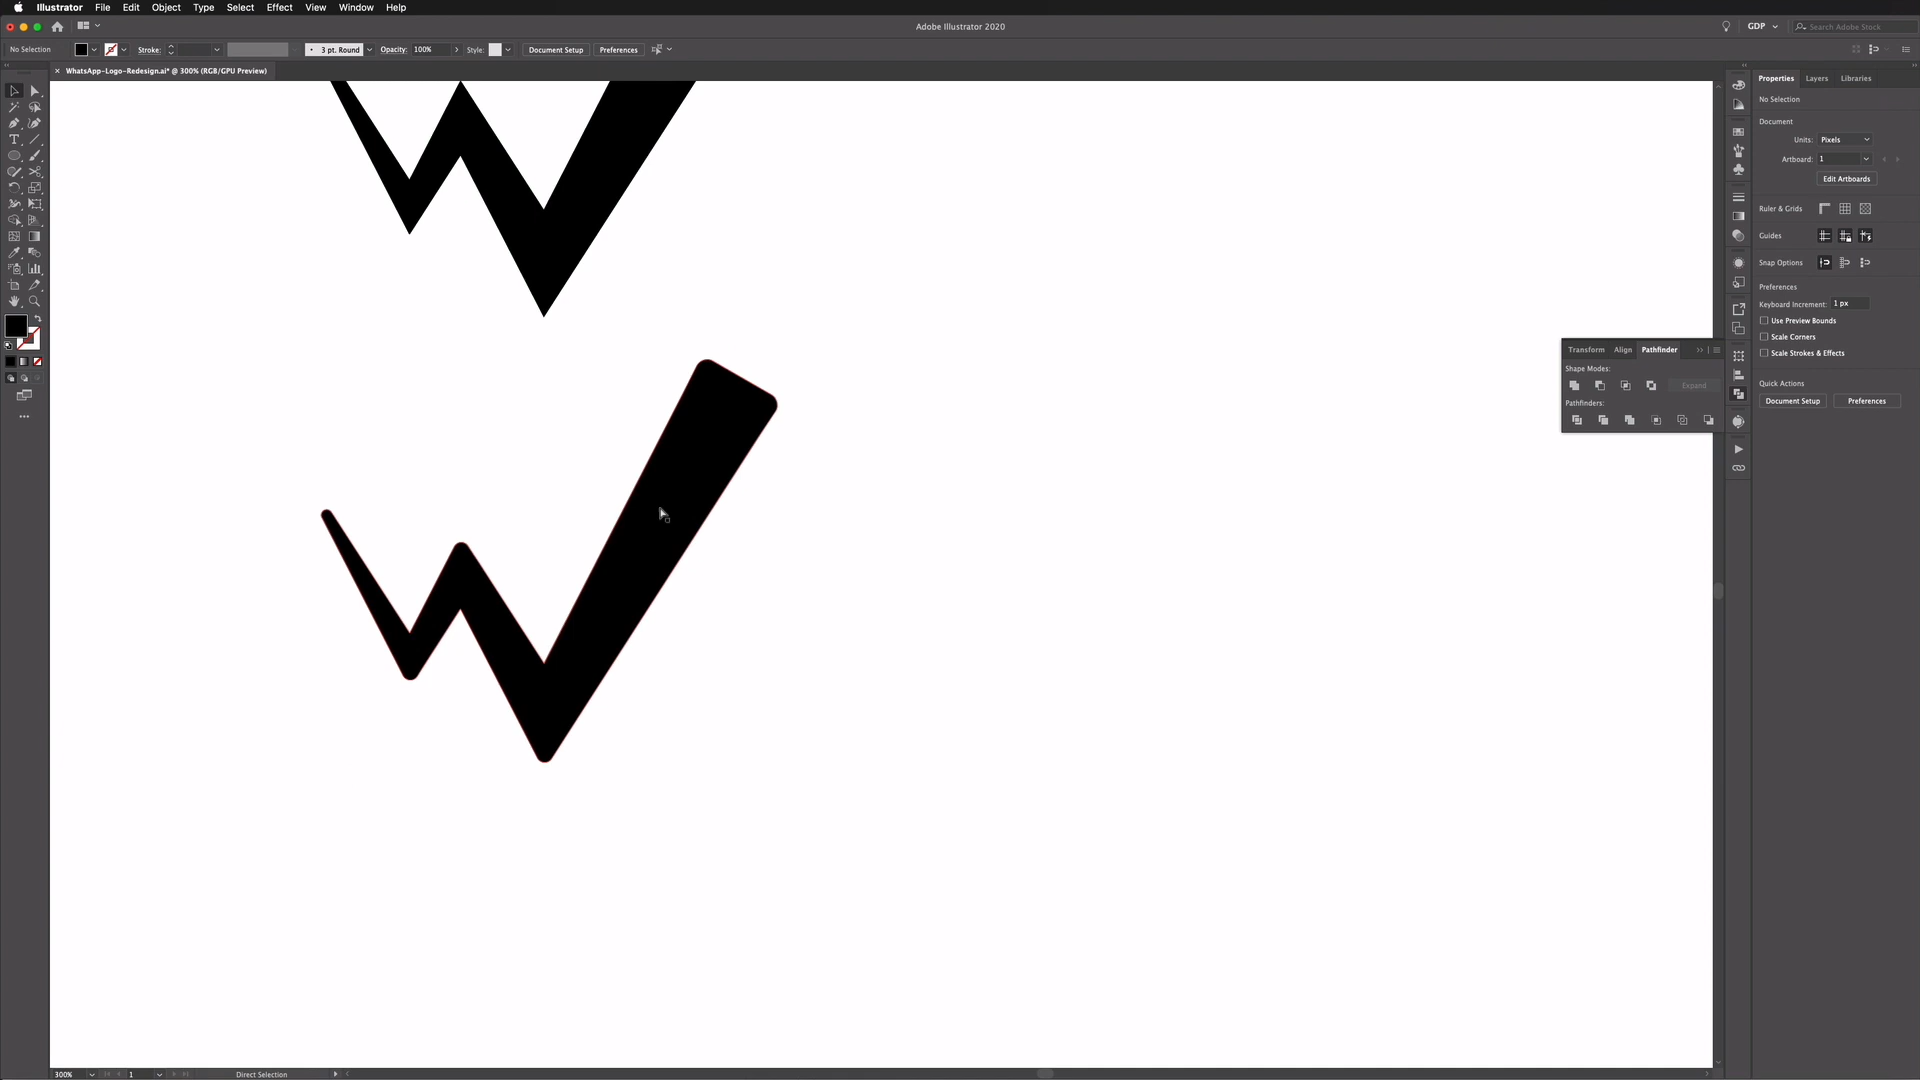 Illustrator File Edit Object Type Select Effect View Window Help
Adobe Illustrator 2020
GDP
Search Adobe Stock
No Selection
Stroke:
3 pt. Round
Opacity: 100%
Style:
Document Setup
Preferences
WhatsApp-Logo-Redesign.ai* @ 300% (RGB/GPU Preview)
Properties Layers Libraries
No Selection
Document
Units: Pixels
Artboard: 1
Edit Artboards
Ruler & Grids
Guides
Snap Options
Preferences
Keyboard Increment: 1 px
Use Preview Bounds
Scale Corners
Scale Strokes & Effects
Quick Actions
Document Setup Preferences
Transform Align Pathfinder
Shape Modes:
Expand
Pathfinders:
300%
1
Direct Selection